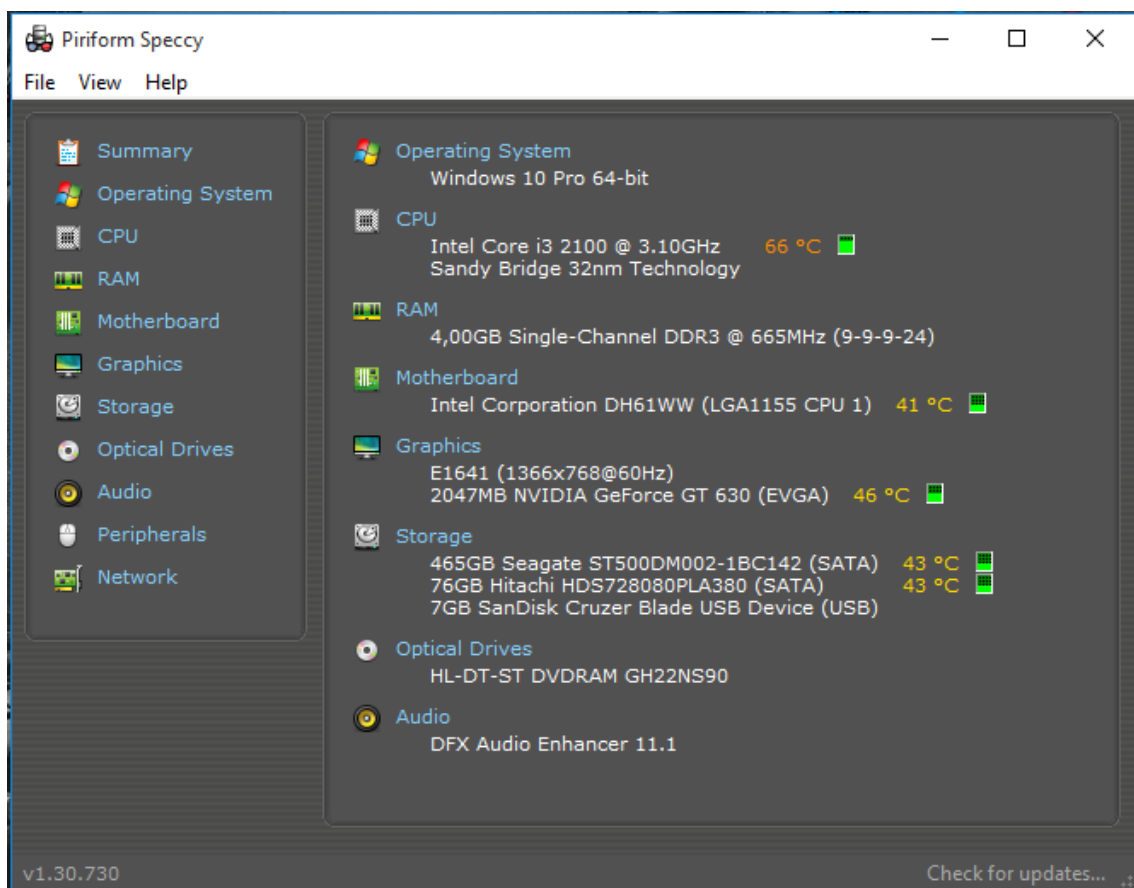 Piriform Speccy
File View Help
Summary
Operating System
CPU
RAM
Motherboard
Graphics
Storage
Optical Drives
Audio
Peripherals
Network
Operating System
Windows 10 Pro 64-bit
CPU
Intel Core i3 2100 @ 3.10GHz 66 °C
Sandy Bridge 32nm Technology
RAM
4,00GB Single-Channel DDR3 @ 665MHz (9-9-9-24)
Motherboard
Intel Corporation DH61WW (LGA1155 CPU 1) 41 °C
Graphics
E1641 (1366x768@60Hz)
2047MB NVIDIA GeForce GT 630 (EVGA) 46 °C
Storage
465GB Seagate ST500DM002-1BC142 (SATA) 43 °C
76GB Hitachi HDS728080PLA380 (SATA) 43 °C
7GB SanDisk Cruzer Blade USB Device (USB)
Optical Drives
HL-DT-ST DVDRAM GH22NS90
Audio
DFX Audio Enhancer 11.1
v1.30.730
Check for updates...